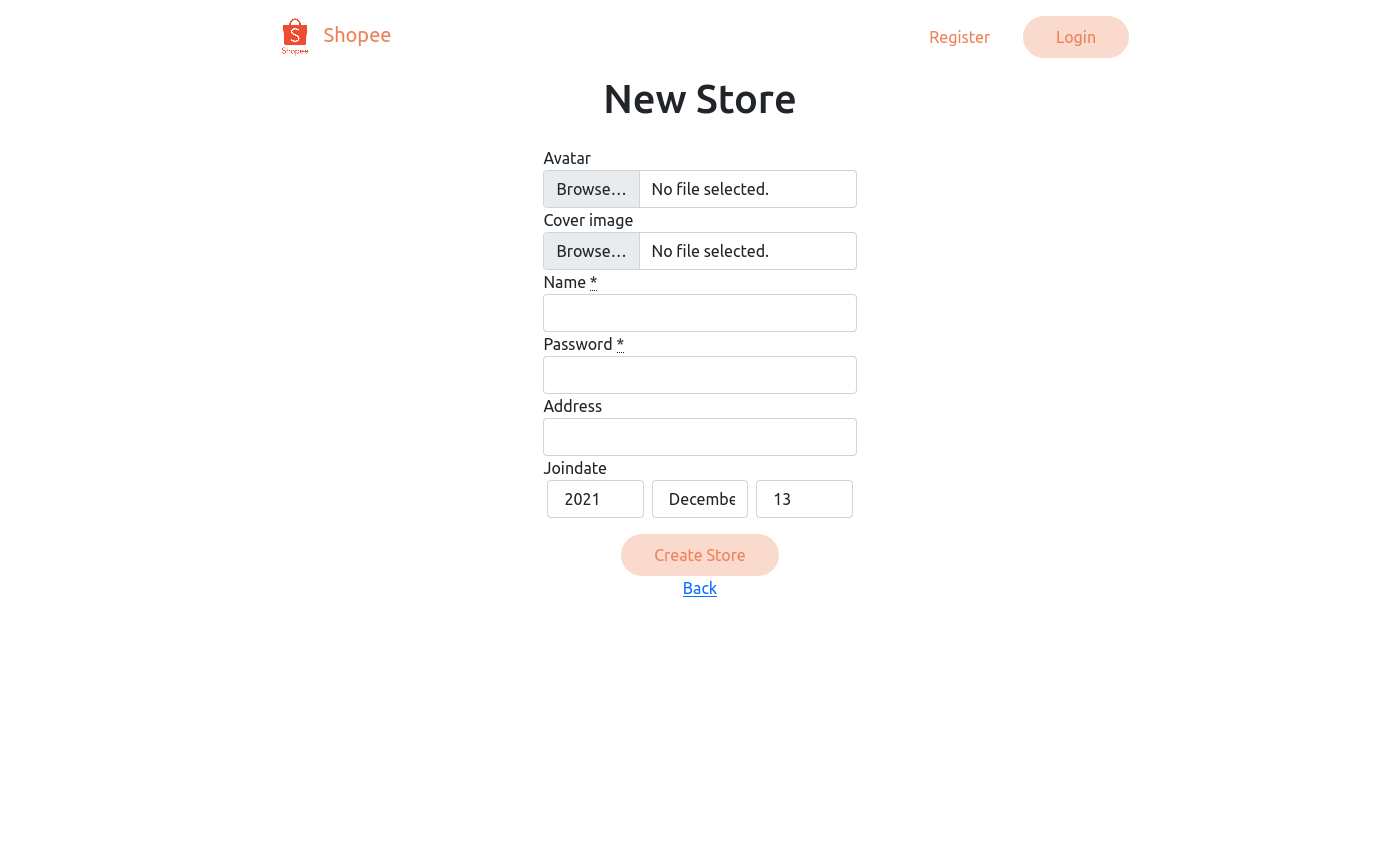 Shopee
Shopee
Register
Login
New Store
Avatar
Browse…
No file selected.
Cover image
Browse…
No file selected.
Name *
Password *
Address
Joindate
2021
Decembe
13
Create Store
Back